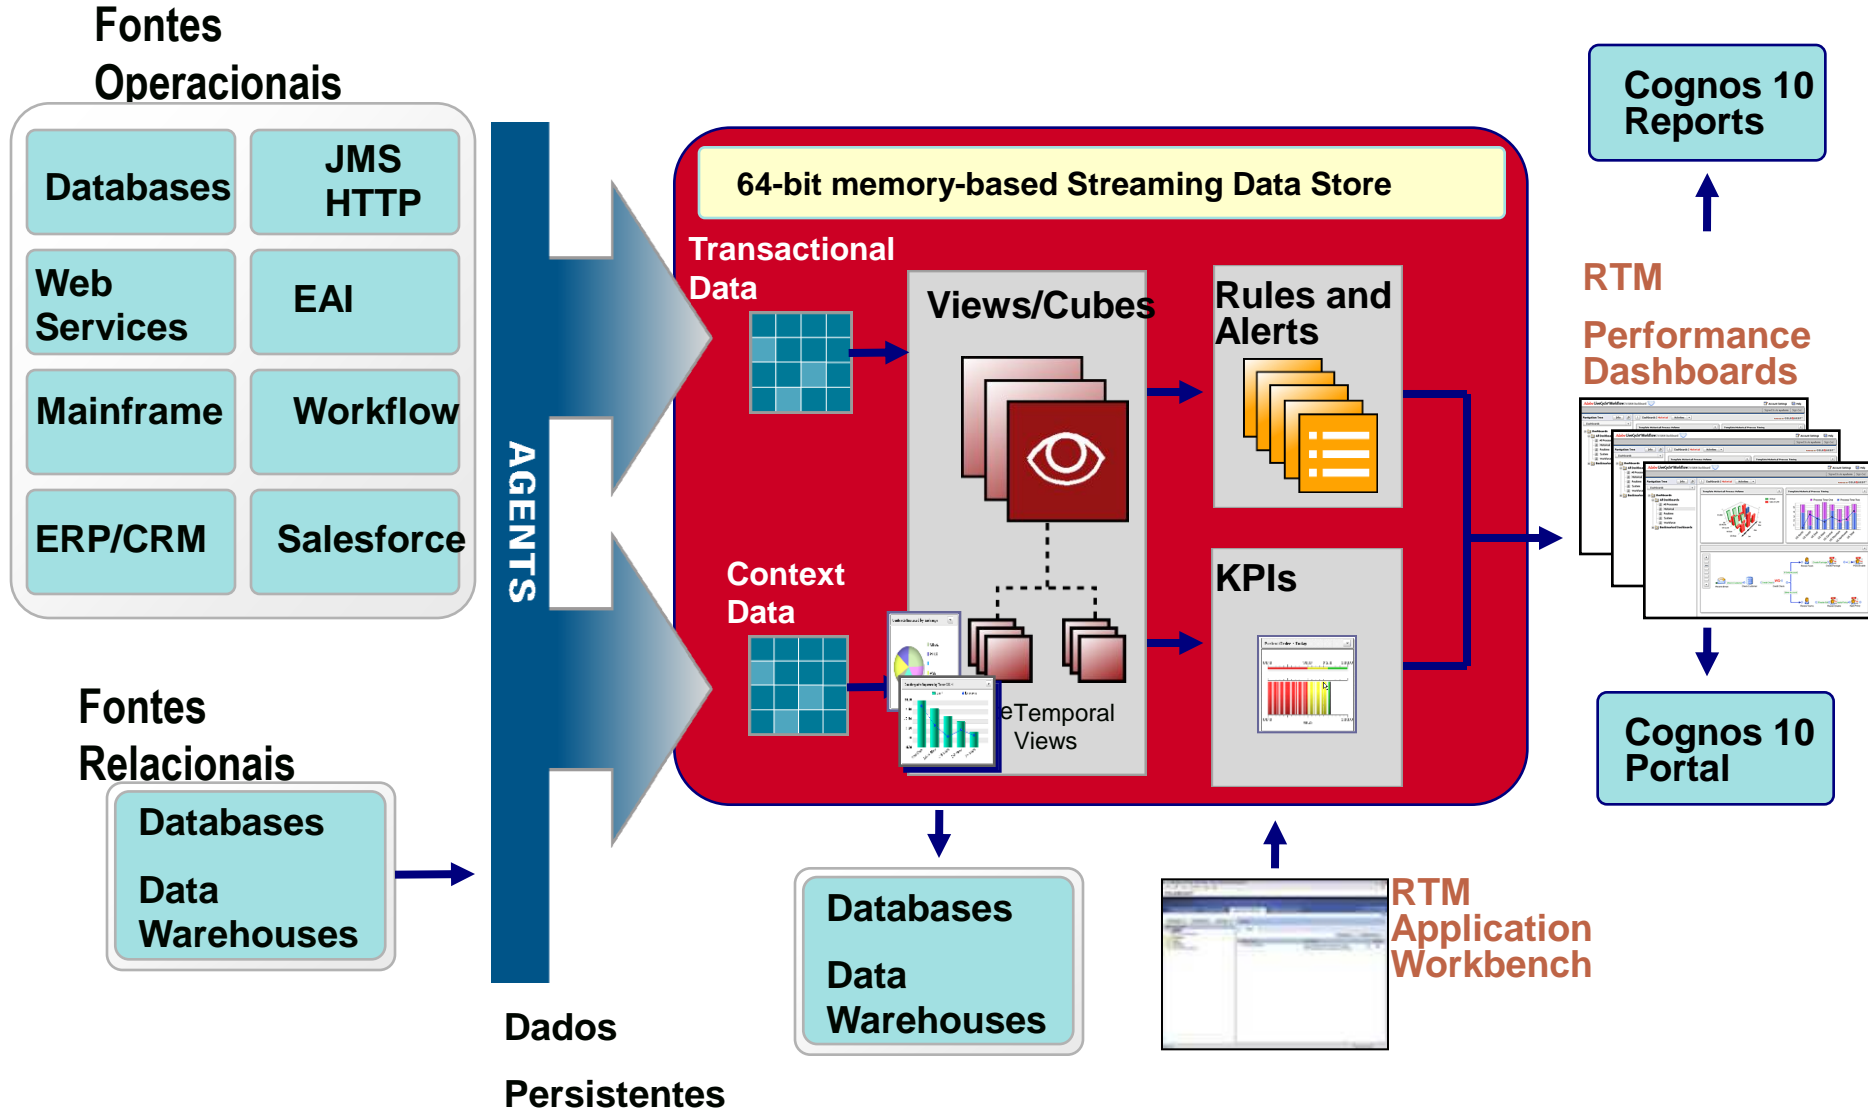 Fontes
Operacionais
Databases
JMS
HTTP
Web
Services
EAI
Mainframe
Workflow
ERP/CRM
Salesforce
Fontes
Relacionais
Databases
Data
Warehouses
AGENTS
Dados
Persistentes
64-bit memory-based Streaming Data Store
Transactional
Data
Context
Data
Views/Cubes
Temporal
Views
Rules and
Alerts
KPIs
Databases
Data
Warehouses
RTM
Application
Workbench
Cognos 10
Reports
RTM
Performance
Dashboards
Cognos 10
Portal